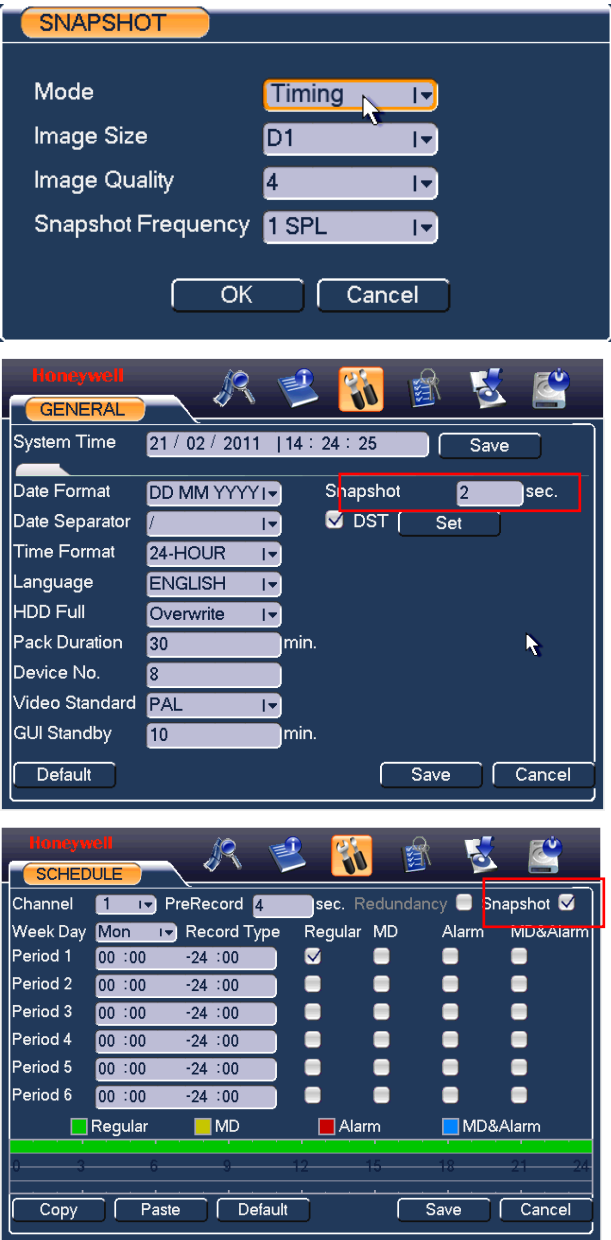 SNAPSHOT
Mode Timing
Image Size D1
Image Quality 4
Snapshot Frequency 1 SPL
OK Cancel
Honeywell
GENERAL
System Time 21 / 02 / 2011 | 14 : 24 : 25 Save
Date Format DD MM YYYY Snapshot 2 sec.
Date Separator / DST Set
Time Format 24-HOUR
Language ENGLISH
HDD Full Overwrite
Pack Duration 30 min.
Device No. 8
Video Standard PAL
GUI Standby 10 min.
Default Save Cancel
Honeywell
SCHEDULE
Channel 1 PreRecord 4 sec. Redundancy Snapshot
Week Day Mon Record Type Regular MD Alarm MD&Alarm
Period 1 00 :00 -24 :00
Period 2 00 :00 -24 :00
Period 3 00 :00 -24 :00
Period 4 00 :00 -24 :00
Period 5 00 :00 -24 :00
Period 6 00 :00 -24 :00
Regular MD Alarm MD&Alarm
0 3 6 9 12 15 18 21 24
Copy Paste Default Save Cancel